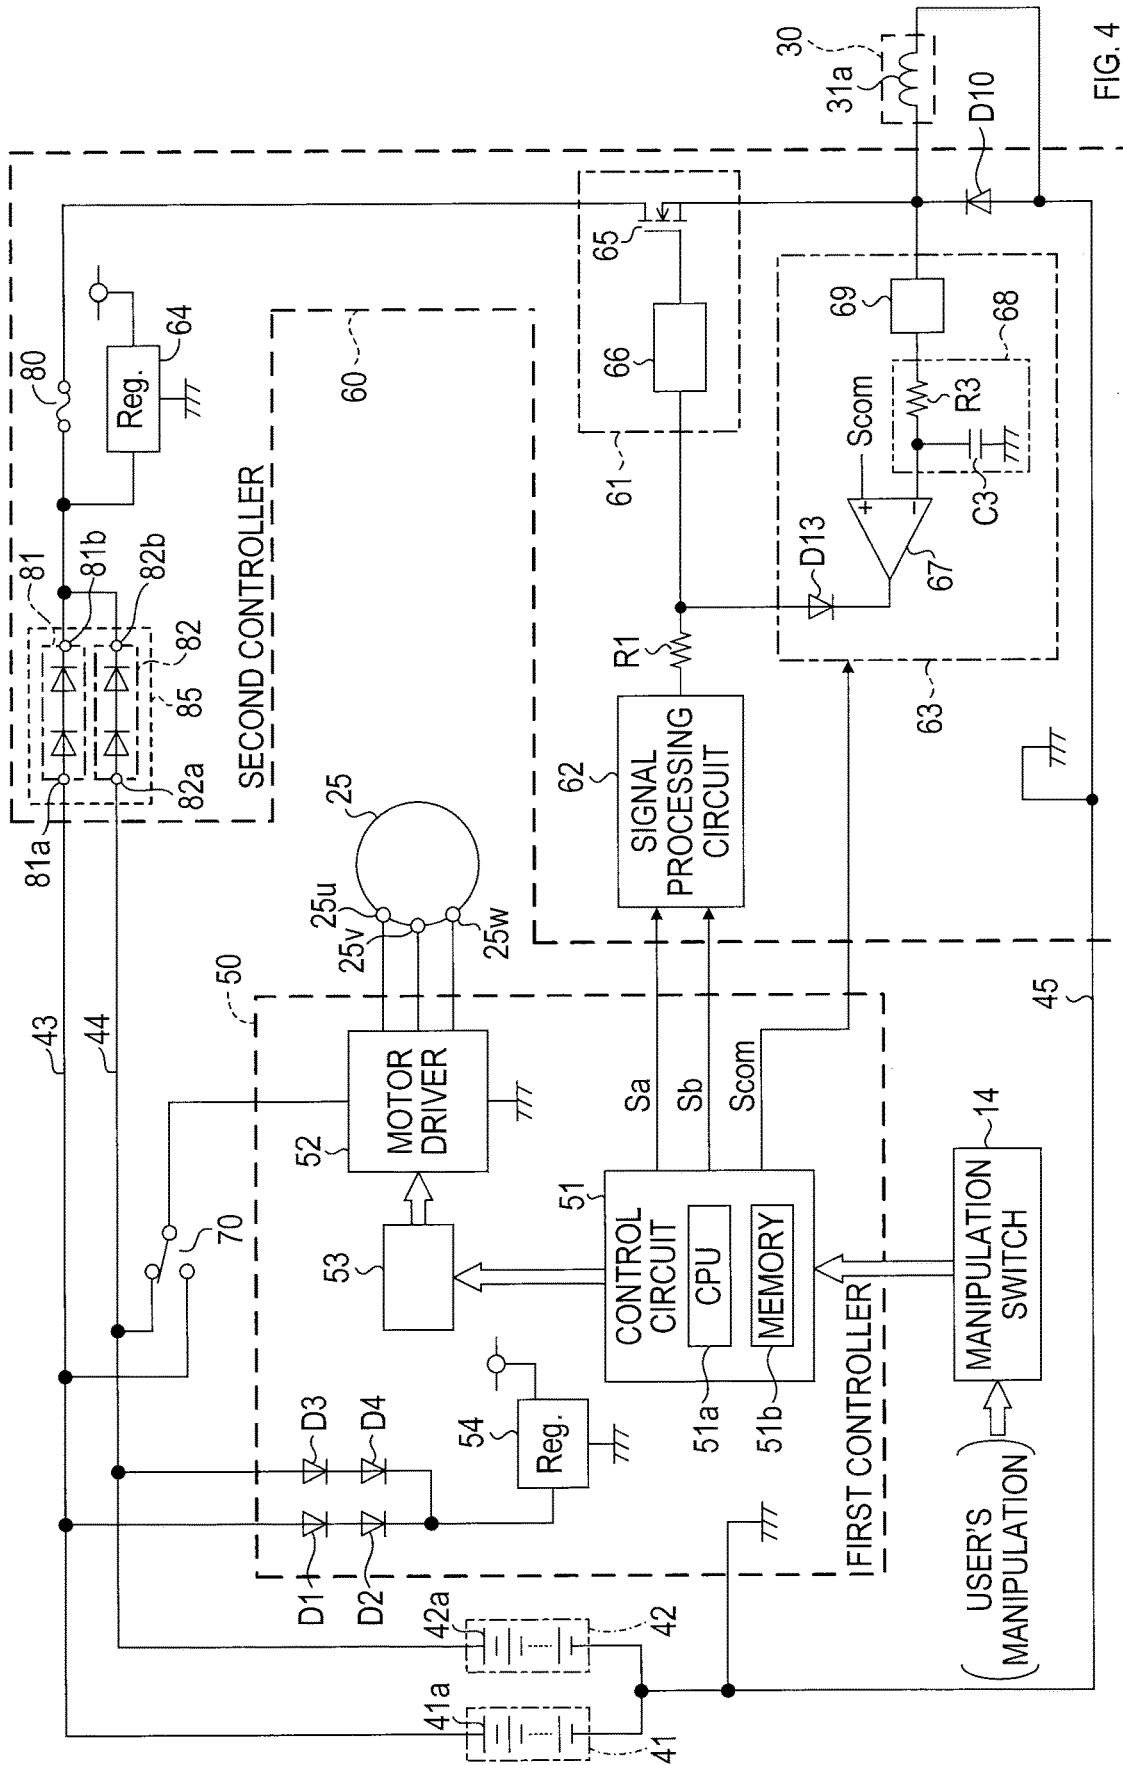 FIG. 4
30
31a
D10
80
64
Reg.
SECOND CONTROLLER
60
81
81b
82b
82
85
81a
82a
65
66
61
69
68
R3
Scom
C3
+
−
67
D13
63
R1
62
SIGNAL
PROCESSING
CIRCUIT
25
25u
25v
25w
50
43
44
45
MOTOR
DRIVER
52
53
70
Sa
Sb
Scom
51
CONTROL
CIRCUIT
CPU
MEMORY
51a
51b
14
MANIPULATION
SWITCH
USER'S
MANIPULATION
FIRST CONTROLLER
54
Reg.
D3
D4
D1
D2
42a
42
41a
41